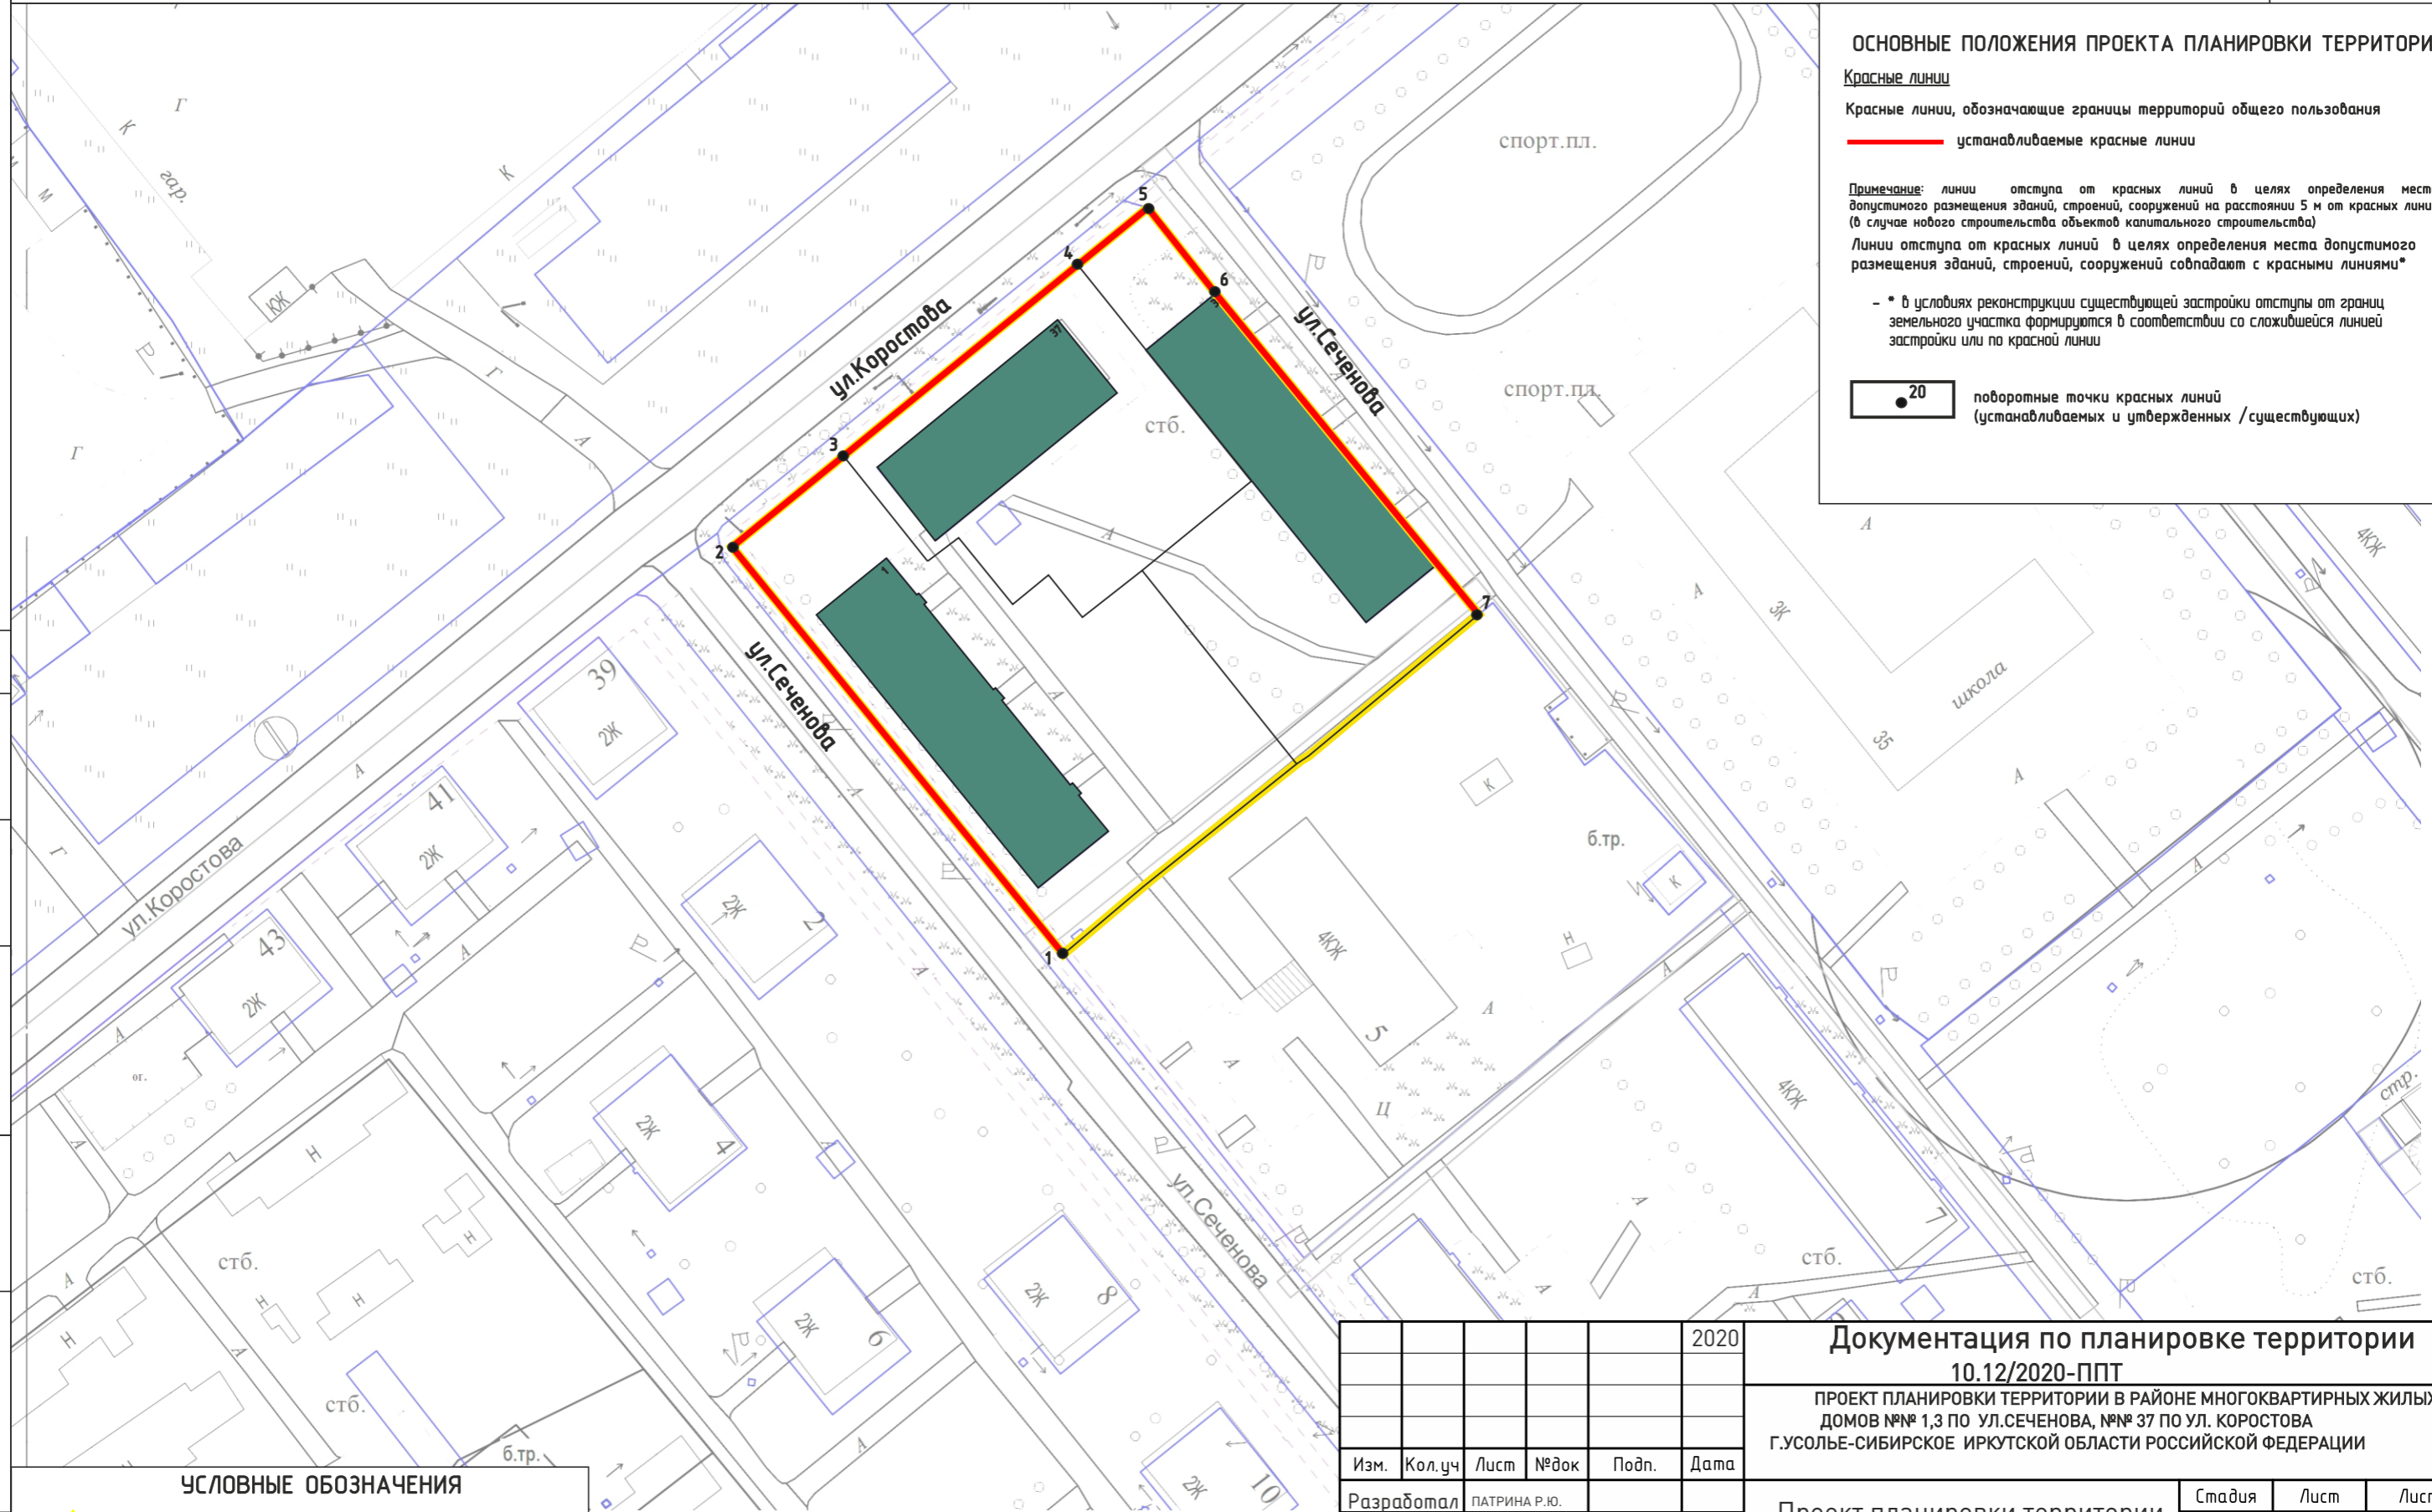 ОСНОВНЫЕ ПОЛОЖЕНИЯ ПРОЕКТА ПЛАНИРОВКИ ТЕРРИТОРИ
Красные линии
Красные линии, обозначающие границы территорий общего пользования
устанавливаемые красные линии
Примечание: линии отступа от красных линий в целях определения мест
допустимого размещения зданий, строений, сооружений на расстоянии 5 м от красных лини
(в случае нового строительства объектов капитального строительства)
Линии отступа от красных линий в целях определения места допустимого
размещения зданий, строений, сооружений совпадают с красными линиями*
- * в условиях реконструкции существующей застройки отступы от границ
земельного участка формируются в соответствии со сложившейся линией
застройки или по красной линии
20
поворотные точки красных линий
(устанавливаемых и утвержденных /существующих)
спорт.пл.
спорт.пл.
гар.
КЖ
ул.Коростова
ул.Сеченова
ул.Сеченова
ул.Коростова
ул.Сеченова
1
2
3
4
5
6
7
37
1
3
стб.
39
2Ж
41
2Ж
43
2Ж
2
2Ж
4
2Ж
6
2Ж
8
2Ж
10
2Ж
4КЖ
5
4КЖ
7
4КЖ
3К
35
школа
б.тр.
К
К
Н
Ц
ог.
стб.
стб.
б.тр.
стб.
стб.
стр.
УСЛОВНЫЕ ОБОЗНАЧЕНИЯ
2020
Документация по планировке территории
10.12/2020-ППТ
ПРОЕКТ ПЛАНИРОВКИ ТЕРРИТОРИИ В РАЙОНЕ МНОГОКВАРТИРНЫХ ЖИЛЫХ
ДОМОВ №№ 1,3 ПО УЛ.СЕЧЕНОВА, №№ 37 ПО УЛ. КОРОСТОВА
Г.УСОЛЬЕ-СИБИРСКОЕ ИРКУТСКОЙ ОБЛАСТИ РОССИЙСКОЙ ФЕДЕРАЦИИ
Изм. Кол.уч Лист №док Подп. Дата
Разработал ПАТРИНА Р.Ю.
Проект планировки территории
Стадия Лист Лист